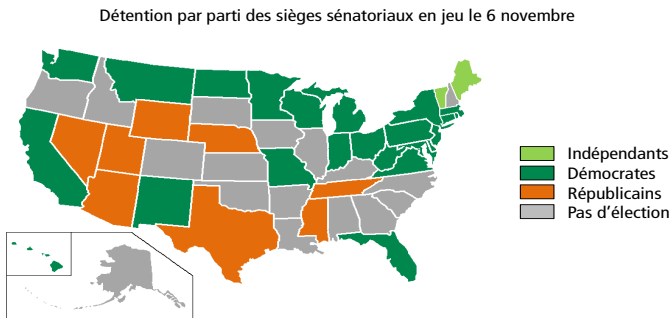 Détention par parti des sièges sénatoriaux en jeu le 6 novembre
Indépendants
Démocrates
Républicains
Pas d'élection